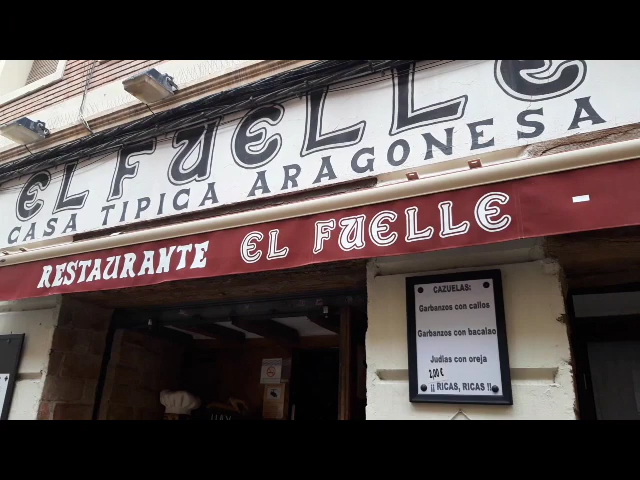 EL FUELLE
CASA TIPICA ARAGONESA
RESTAURANTE EL FUELLE
CAZUELAS:
Garbanzos con callos
Garbanzos con bacalao
Judías con oreja
2,00 €
¡¡ RICAS, RICAS !!